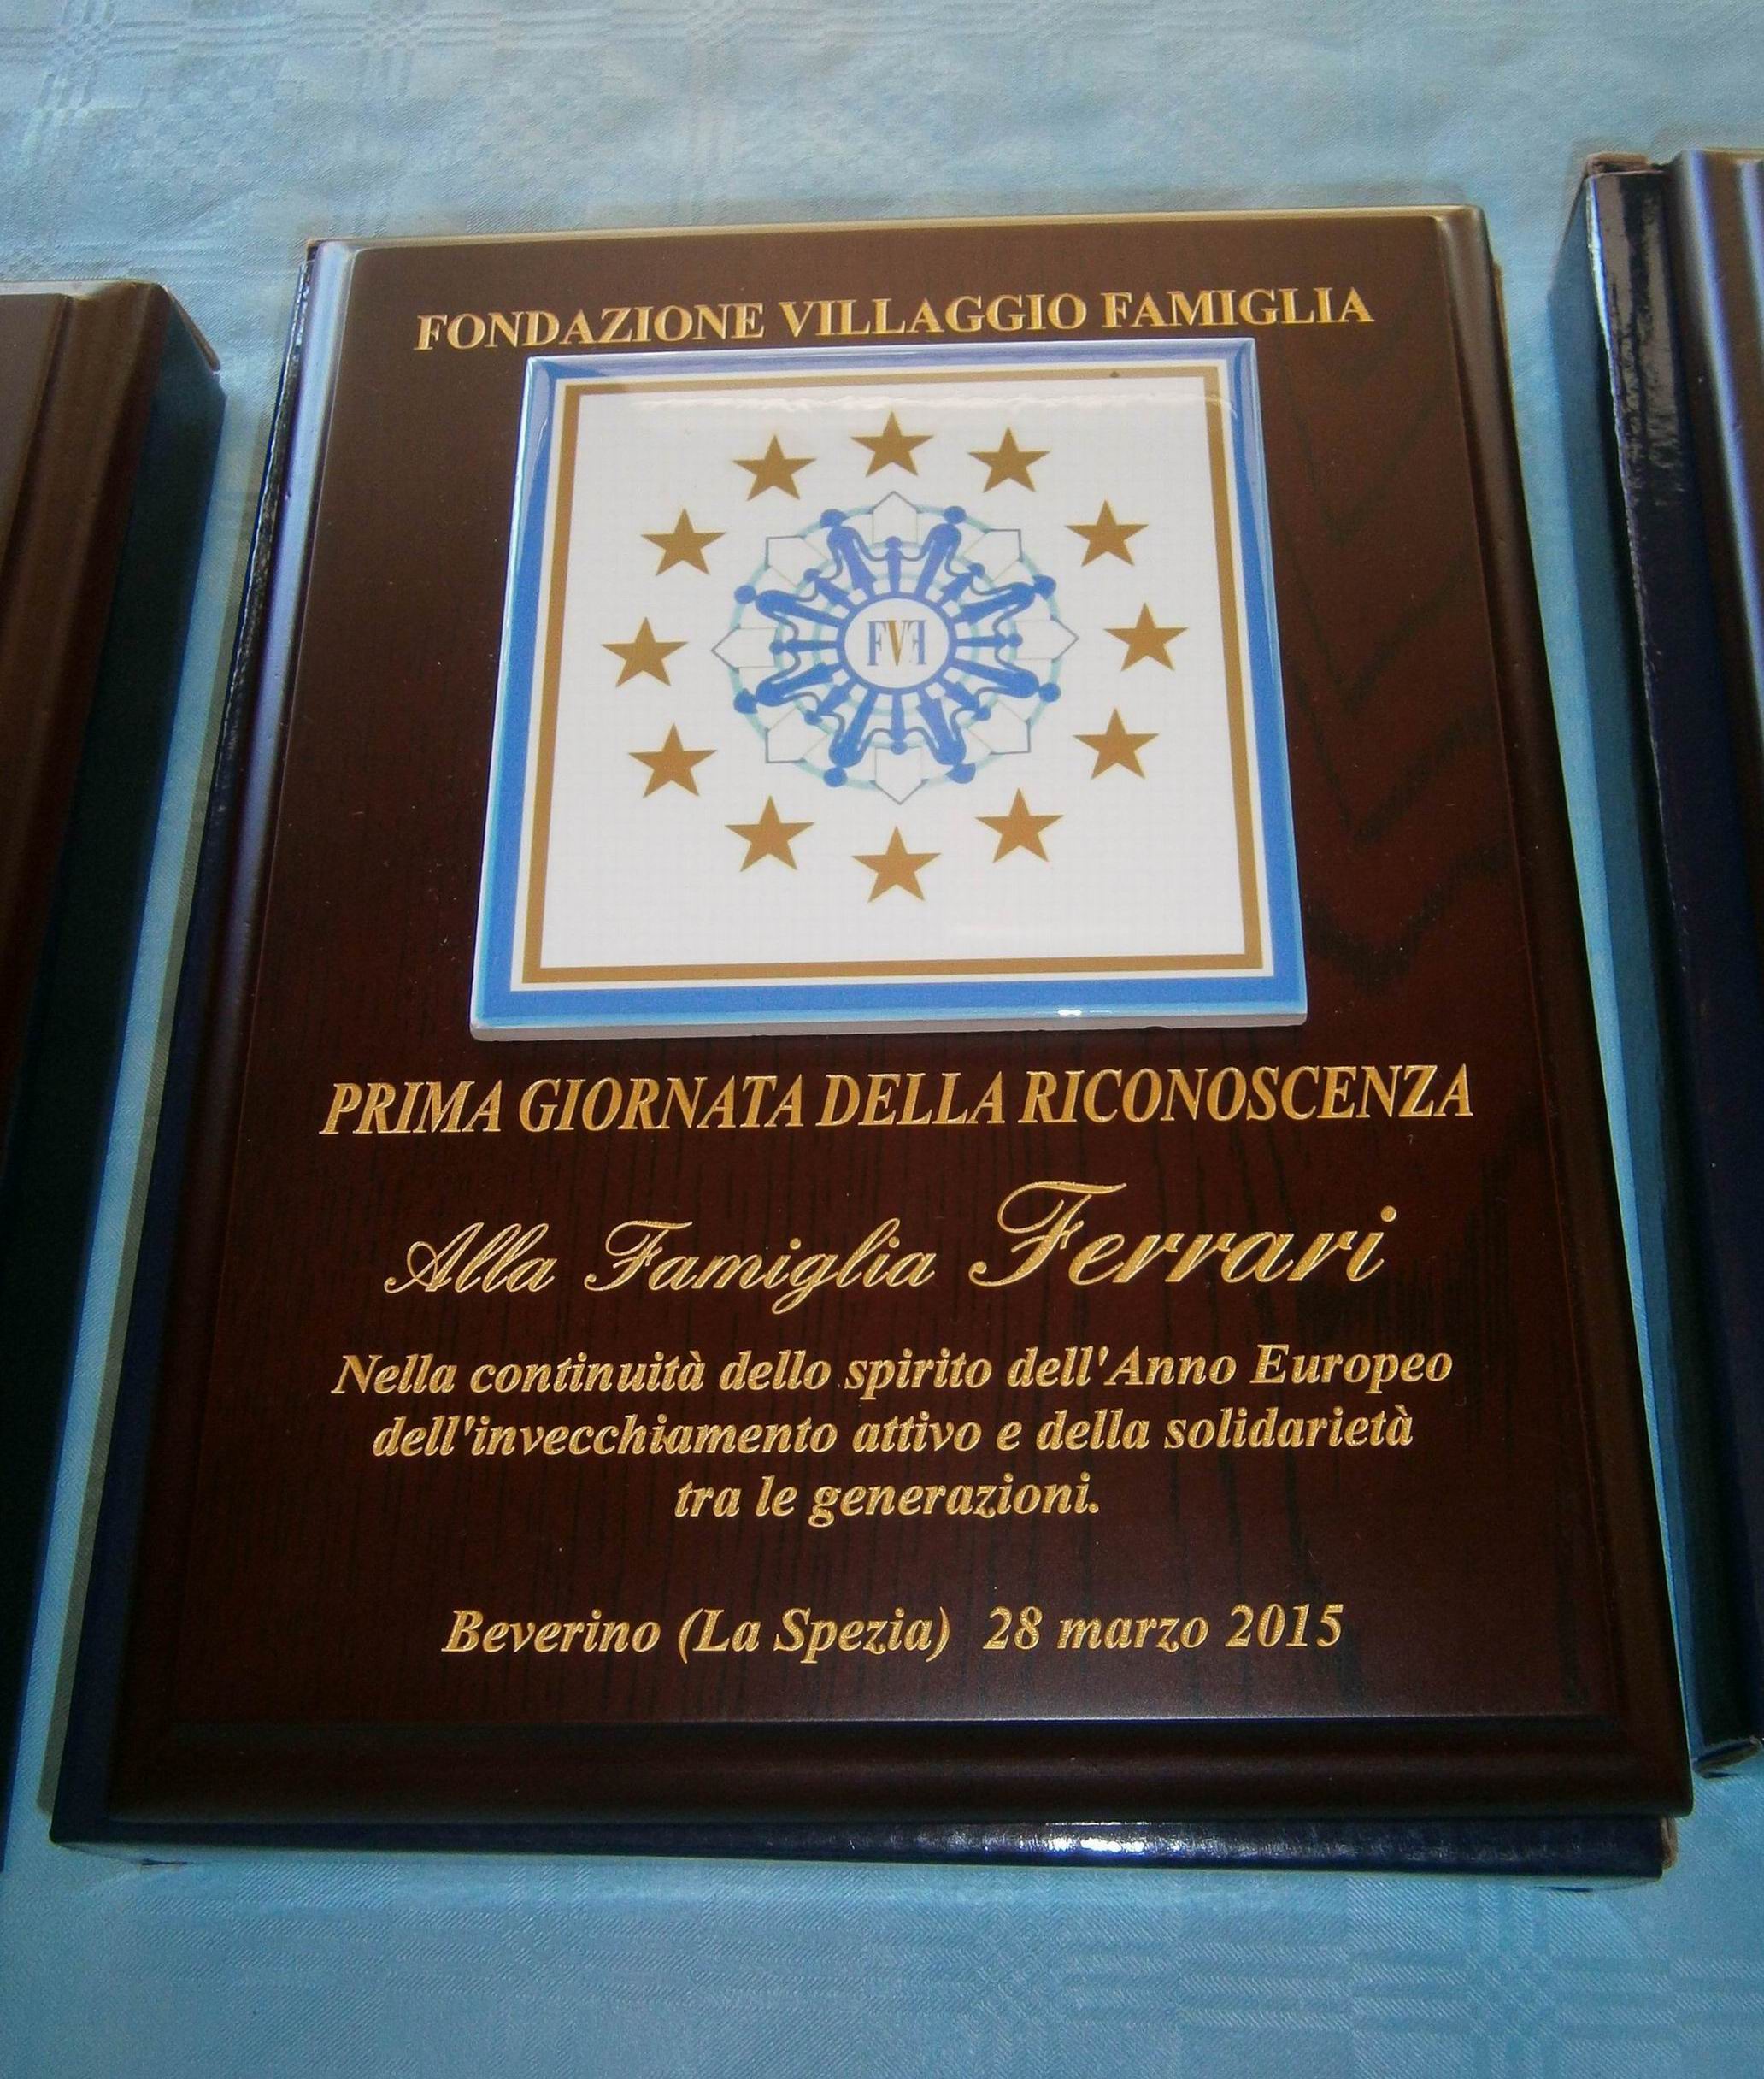 FONDAZIONE VILLAGGIO FAMIGLIA
FVF
PRIMA GIORNATA DELLA RICONOSCENZA
Alla Famiglia Ferrari
Nella continuità dello spirito dell'Anno Europeo
dell'invecchiamento attivo e della solidarietà
tra le generazioni.
Beverino (La Spezia) 28 marzo 2015